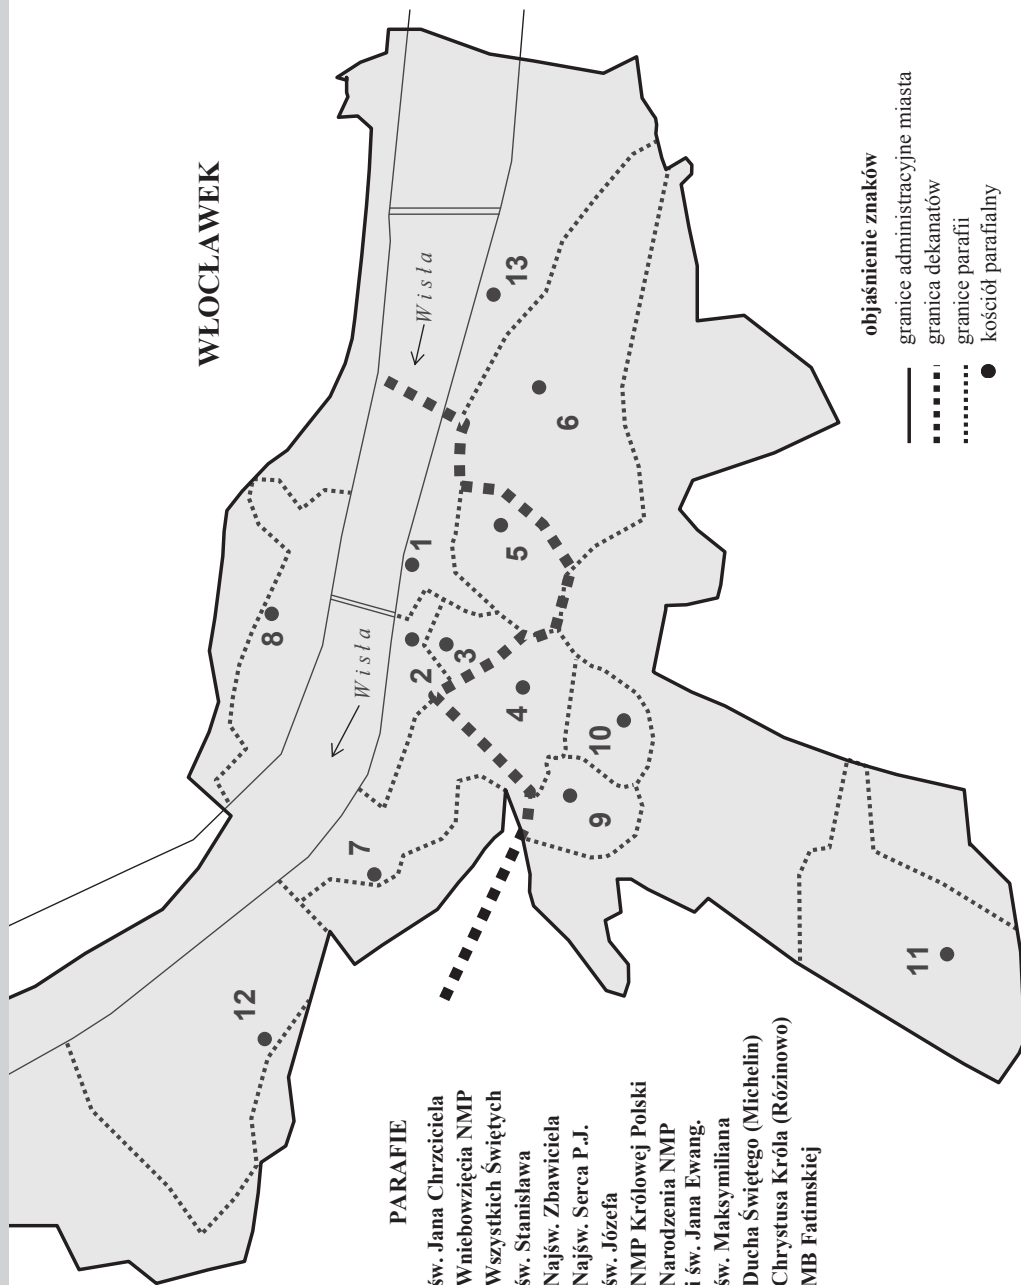 WŁOCŁAWEK
Wisła
Wisła
1
2
3
4
5
6
7
8
9
10
11
12
13
PARAFIE
św. Jana Chrzciciela
Wniebowzięcia NMP
Wszystkich Świętych
św. Stanisława
Najśw. Zbawiciela
Najśw. Serca P.J.
św. Józefa
NMP Królowej Polski
Narodzenia NMP
i św. Jana Ewang.
św. Maksymiliana
Ducha Świętego (Michelin)
Chrystusa Króla (Rózinowo)
MB Fatimskiej
objaśnienie znaków
granice administracyjne miasta
granica dekanatów
granice parafii
kościół parafialny